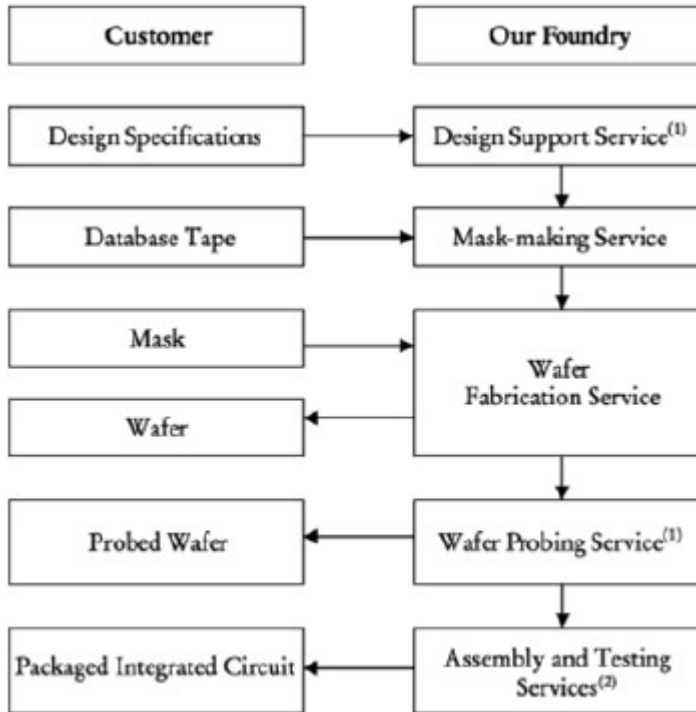 Customer
Our Foundry
Design Specifications
Design Support Service(1)
Database Tape
Mask-making Service
Mask
Wafer
Fabrication Service
Wafer
Probed Wafer
Wafer Probing Service(1)
Packaged Integrated Circuit
Assembly and Testing
Services(2)